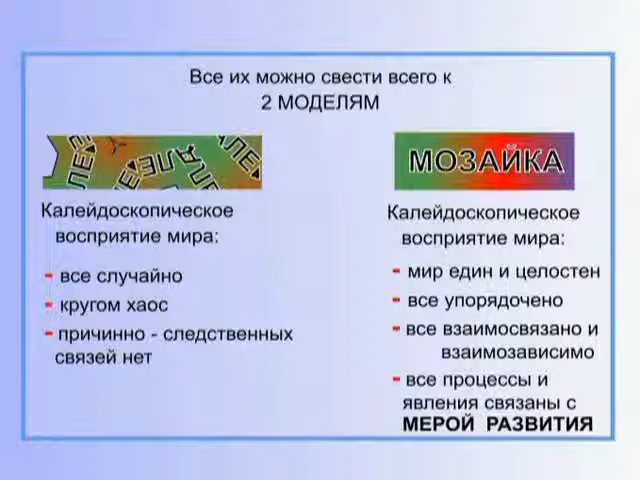 Все их можно свести всего к
2 МОДЕЛЯМ
Калейдоскопическое
восприятие мира:
- все случайно
- кругом хаос
- причинно - следственных
связей нет
МОЗАЙКА
Калейдоскопическое
восприятие мира:
- мир един и целостен
- все упорядочено
- все взаимосвязано и
взаимозависимо
- все процессы и
явления связаны с
МЕРОЙ РАЗВИТИЯ